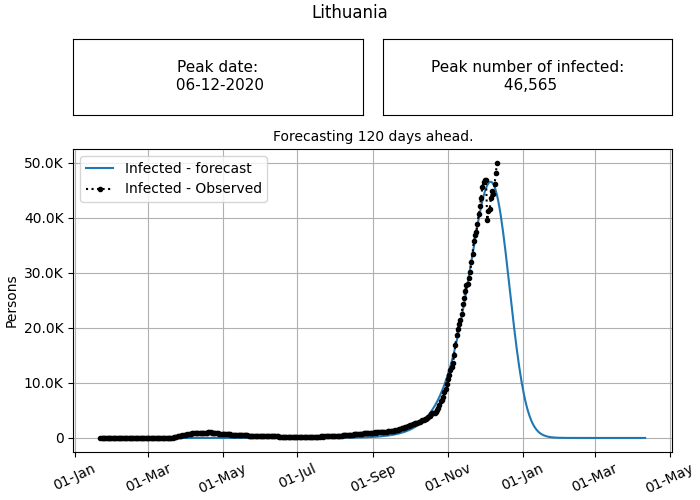 Lithuania
Peak date:
06-12-2020
Peak number of infected:
46,565
Forecasting 120 days ahead.
Infected - forecast
Infected - Observed
50.0K
40.0K
30.0K
20.0K
10.0K
0
Persons
01-Jan
01-Mar
01-May
01-Jul
01-Sep
01-Nov
01-Jan
01-Mar
01-May